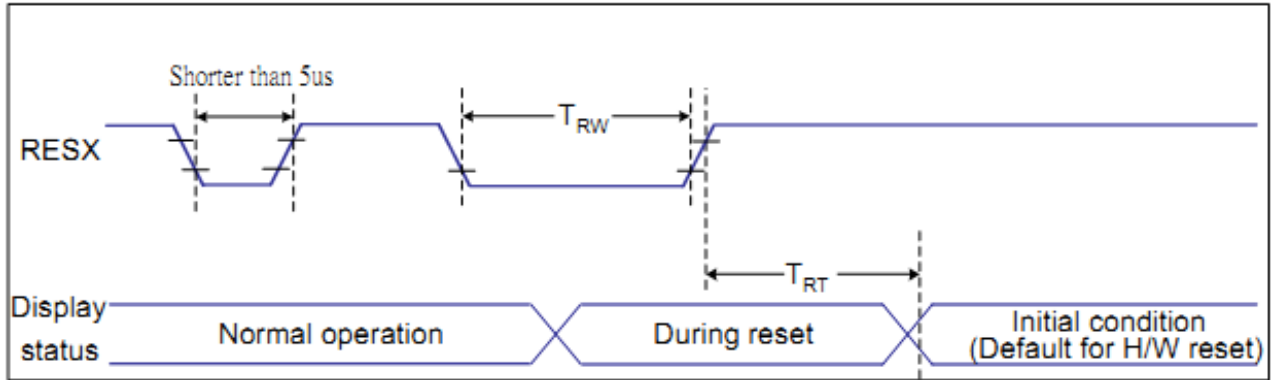 Shorter than 5us
RESX
TRW
TRT
Display
status
Normal operation
During reset
Initial condition
(Default for H/W reset)